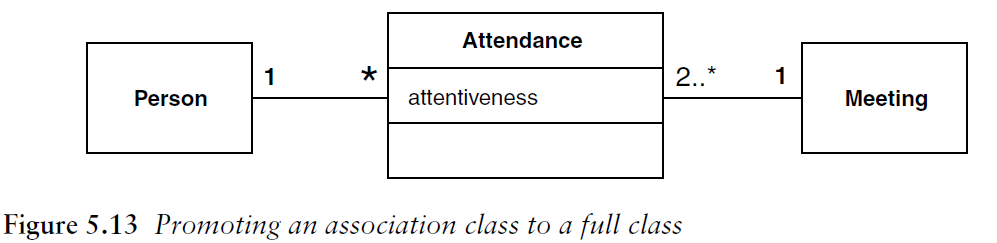 Attendance
Person 1 * attentiveness 2..* 1 Meeting
Figure 5.13 Promoting an association class to a full class